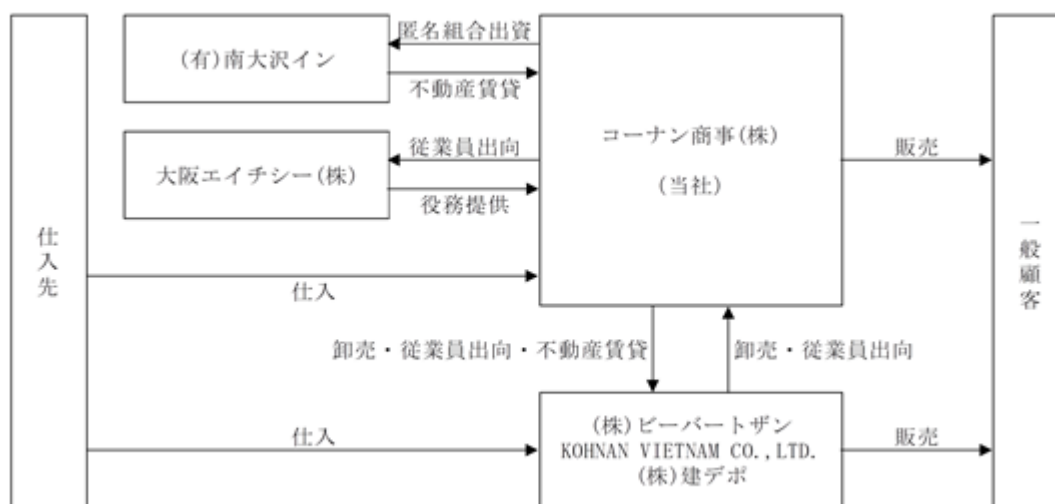 匿名組合出資
(有)南大沢イン
不動産賃貸
コーナン商事(株)
(当社)
従業員出向
大阪エイチシー(株)
役務提供
販売
仕入先
一般顧客
仕入
卸売・従業員出向・不動産賃貸
卸売・従業員出向
(株)ビーバートザン
KOHNAN VIETNAM CO.,LTD.
(株)建デポ
仕入
販売